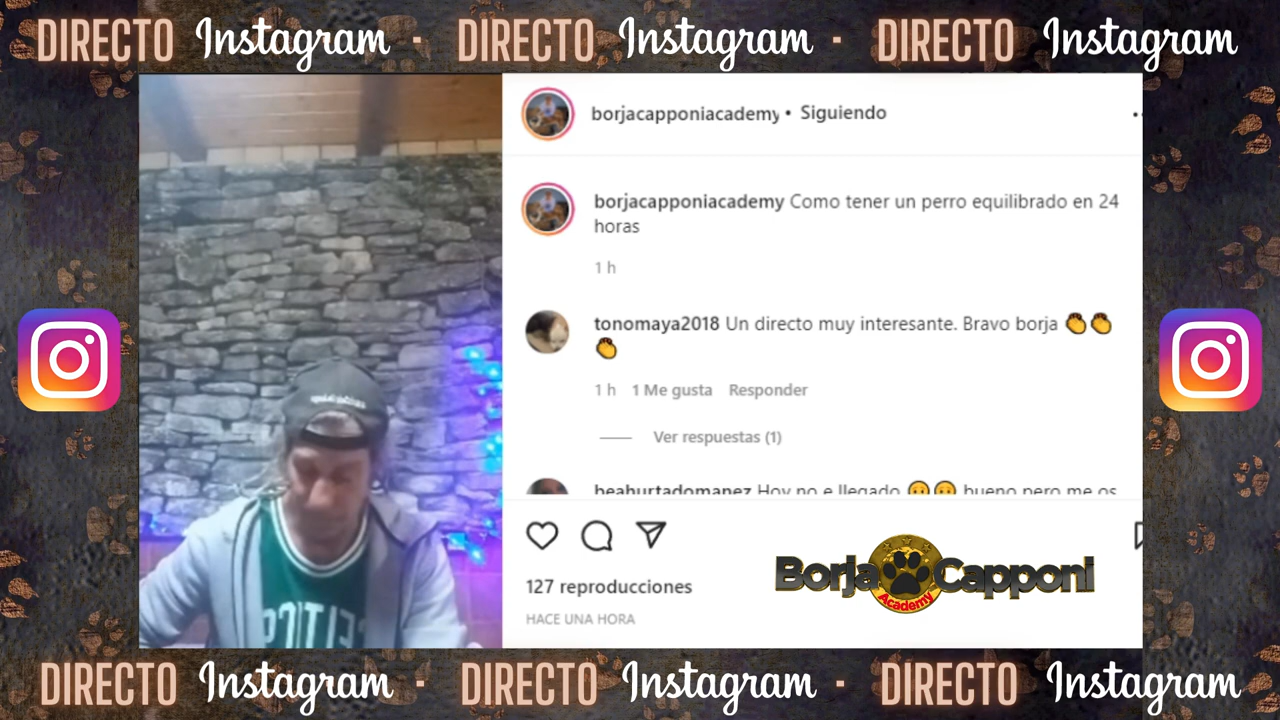 DIRECTO Instagram · DIRECTO Instagram · DIRECTO Instagram
borjacapponiacademy • Siguiendo
borjacapponiacademy Como tener un perro equilibrado en 24
horas
1 h
tonomaya2018 Un directo muy interesante. Bravo borja 👏👏
👏
1 h 1 Me gusta Responder
Ver respuestas (1)
beahurtadomanez Hoy no e llegado 🤕🤕 bueno pero me os
127 reproducciones
HACE UNA HORA
Borja Capponi
Academy
DIRECTO Instagram · DIRECTO Instagram · DIRECTO Instagram